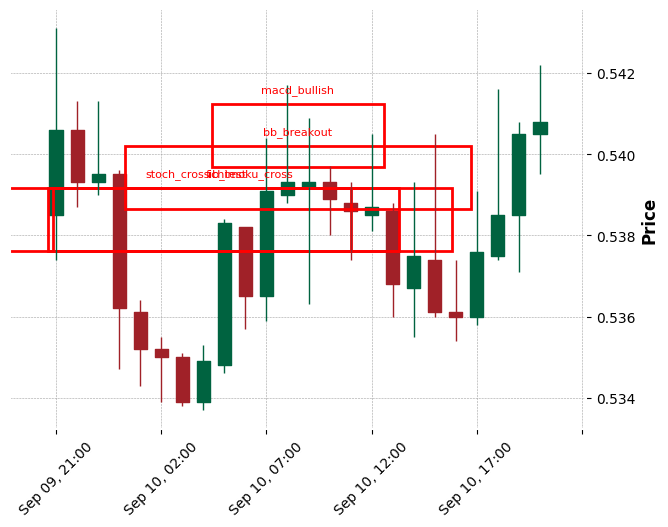 macd_bullish
bb_breakout
stoch_cross
ichimoku_cross
0.542
0.540
0.538
0.536
0.534
Price
Sep 09, 21:00
Sep 10, 02:00
Sep 10, 07:00
Sep 10, 12:00
Sep 10, 17:00